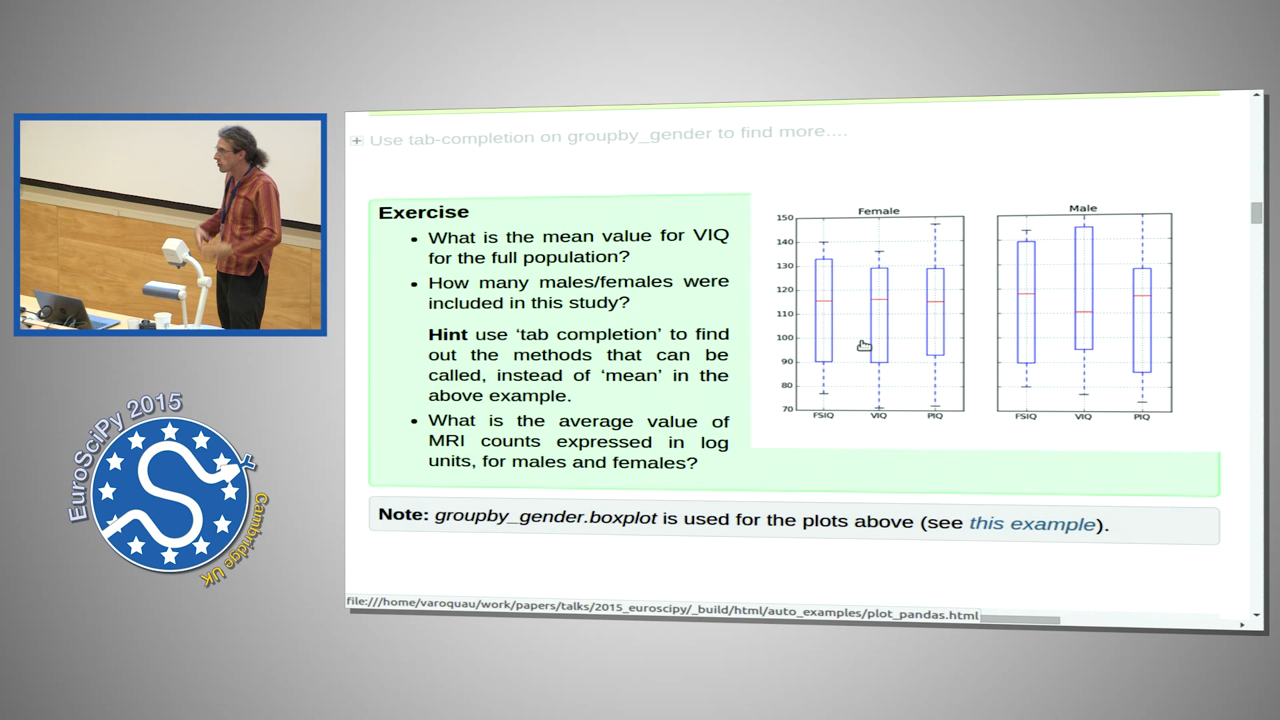 Use tab-completion on groupby_gender to find more....
Exercise
• What is the mean value for VIQ
for the full population?
• How many males/females were
included in this study?
Hint use ‘tab completion’ to find
out the methods that can be
called, instead of ‘mean’ in the
above example.
• What is the average value of
MRI counts expressed in log
units, for males and females?
Female
150
140
130
120
110
100
90
80
70
FSIQ VIQ PIQ
Male
FSIQ VIQ PIQ
Note: groupby_gender.boxplot is used for the plots above (see this example).
file:///home/varoquau/work/papers/talks/2015_euroscipy/_build/html/auto_examples/plot_pandas.html
EuroSciPy 2015
Cambridge UK